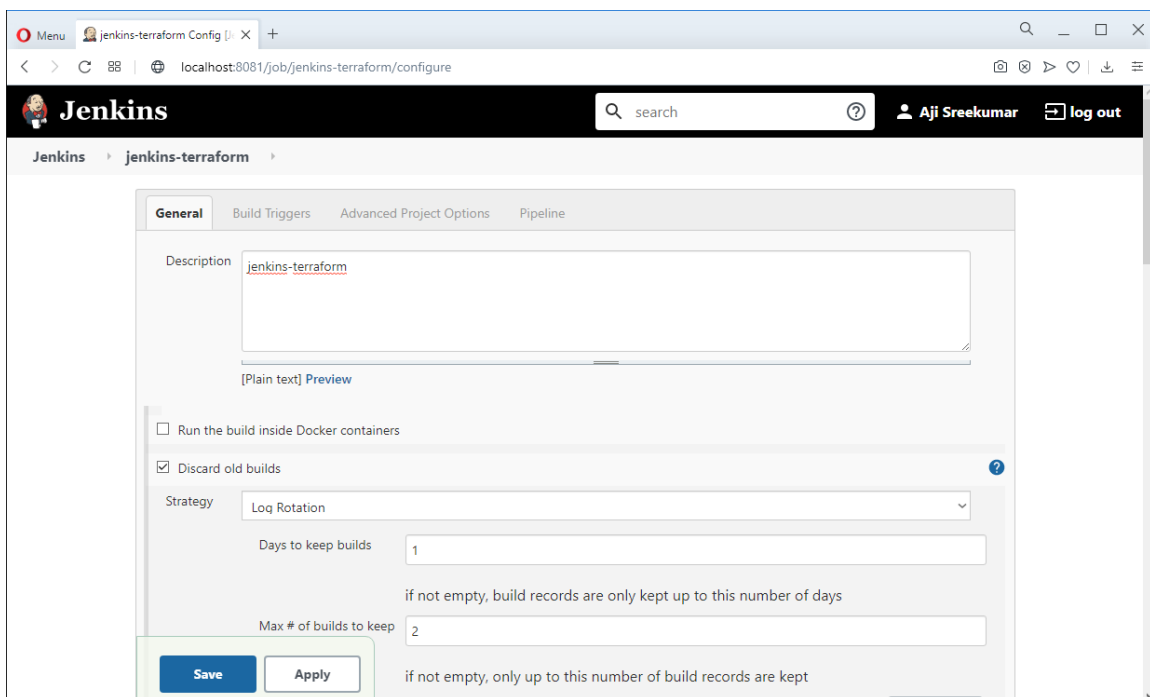 Menu
jenkins-terraform Config [J
localhost:8081/job/jenkins-terraform/configure
Jenkins
search
Aji Sreekumar
log out
Jenkins
jenkins-terraform
General
Build Triggers
Advanced Project Options
Pipeline
Description
jenkins-terraform
[Plain text] Preview
Run the build inside Docker containers
Discard old builds
Strategy
Log Rotation
Days to keep builds
1
if not empty, build records are only kept up to this number of days
Max # of builds to keep
2
if not empty, only up to this number of build records are kept
Save
Apply